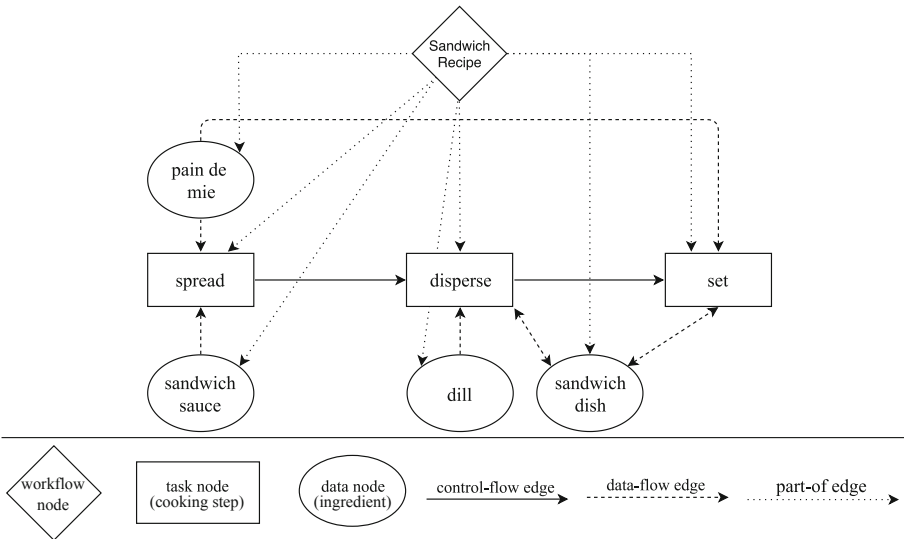 Sandwich
Recipe
pain de
mie
spread
disperse
set
sandwich
sauce
dill
sandwich
dish
workflow
node
task node
(cooking step)
data node
(ingredient)
control-flow edge
data-flow edge
part-of edge